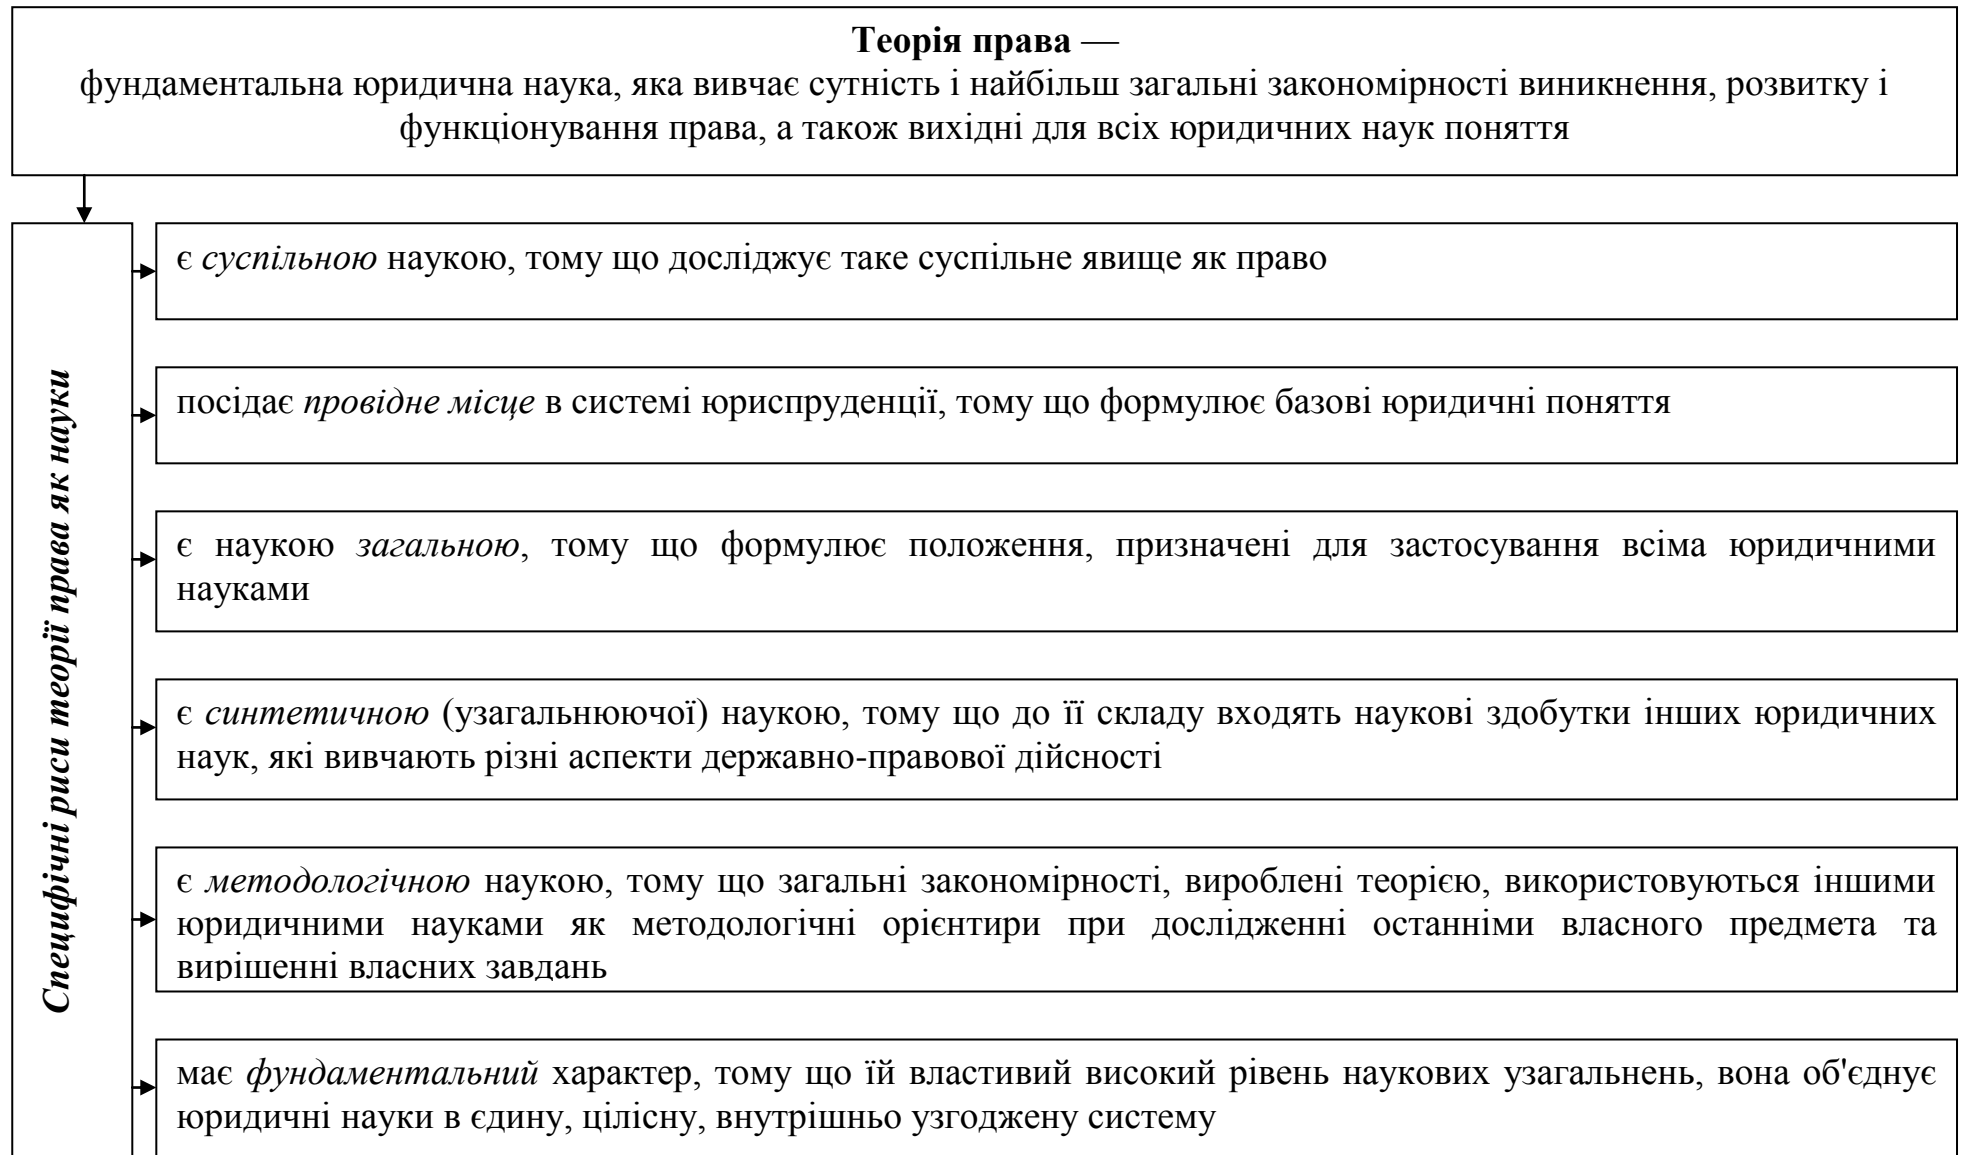 Теорія права —
фундаментальна юридична наука, яка вивчає сутність і найбільш загальні закономірності виникнення, розвитку і
функціонування права, а також вихідні для всіх юридичних наук поняття
Специфічні риси теорії права як науки
є суспільною наукою, тому що досліджує таке суспільне явище як право
посідає провідне місце в системі юриспруденції, тому що формулює базові юридичні поняття
є наукою загальною, тому що формулює положення, призначені для застосування всіма юридичними
науками
є синтетичною (узагальнюючої) наукою, тому що до її складу входять наукові здобутки інших юридичних
наук, які вивчають різні аспекти державно-правової дійсності
є методологічною наукою, тому що загальні закономірності, вироблені теорією, використовуються іншими
юридичними науками як методологічні орієнтири при дослідженні останніми власного предмета та
вирішенні власних завдань
має фундаментальний характер, тому що їй властивий високий рівень наукових узагальнень, вона об'єднує
юридичні науки в єдину, цілісну, внутрішньо узгоджену систему